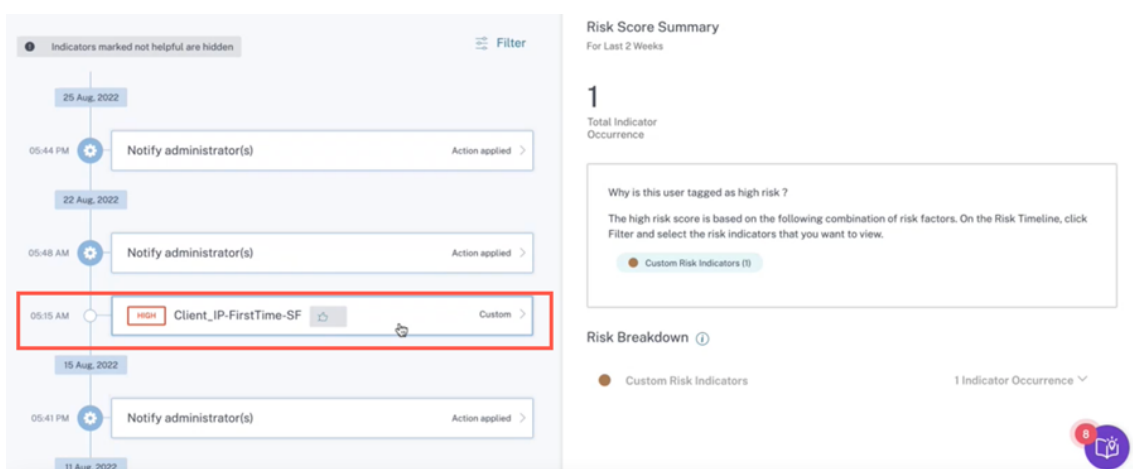 Indicators marked not helpful are hidden
Filter
25 Aug, 2022
05:44 PM
Notify administrator(s)
Action applied
22 Aug, 2022
05:48 AM
Notify administrator(s)
Action applied
05:15 AM
HIGH
Client_IP-FirstTime-SF
Custom
15 Aug, 2022
05:41 PM
Notify administrator(s)
Action applied
11 Aug, 2022
Risk Score Summary
For Last 2 Weeks
1
Total Indicator
Occurrence
Why is this user tagged as high risk ?
The high risk score is based on the following combination of risk factors. On the Risk Timeline, click
Filter and select the risk indicators that you want to view.
Custom Risk Indicators (1)
Risk Breakdown
Custom Risk Indicators
1 Indicator Occurrence
8